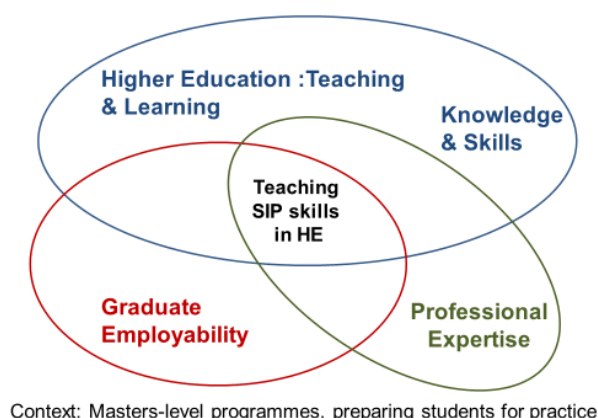 Higher Education :Teaching
& Learning
Knowledge
& Skills
Teaching
SIP skills
in HE
Graduate
Employability
Professional
Expertise
Context: Masters-level programmes, preparing students for practice